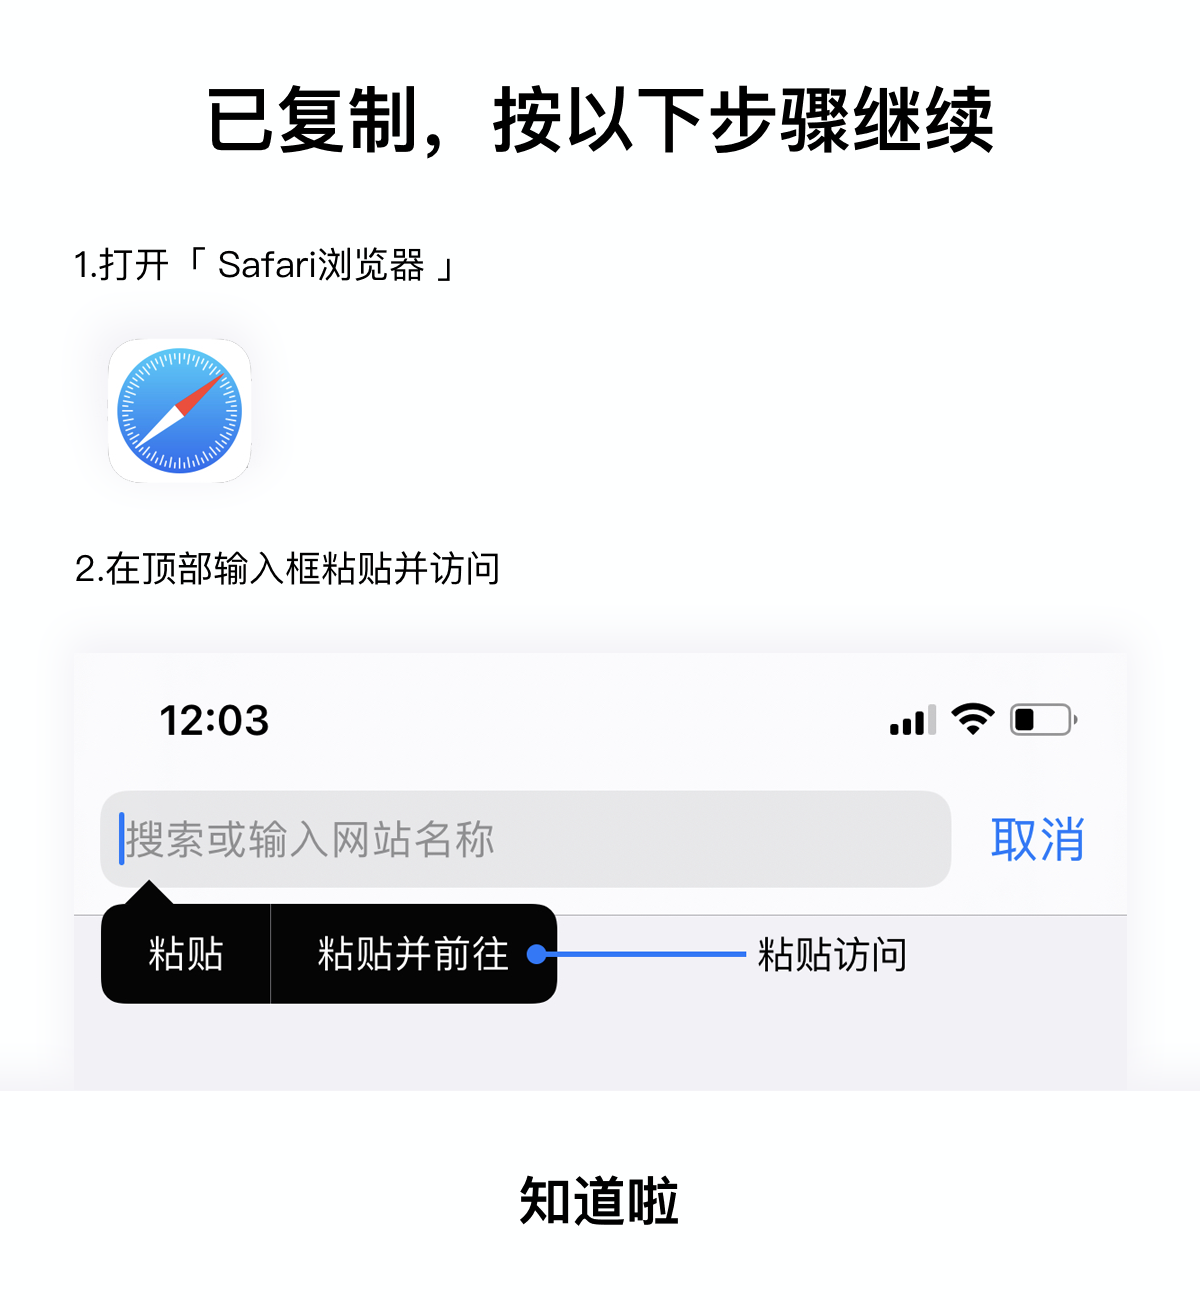 已复制，按以下步骤继续
1.打开「 Safari浏览器 」
2.在顶部输入框粘贴并访问
12:03
搜索或输入网站名称
取消
粘贴
粘贴并前往
粘贴访问
知道啦